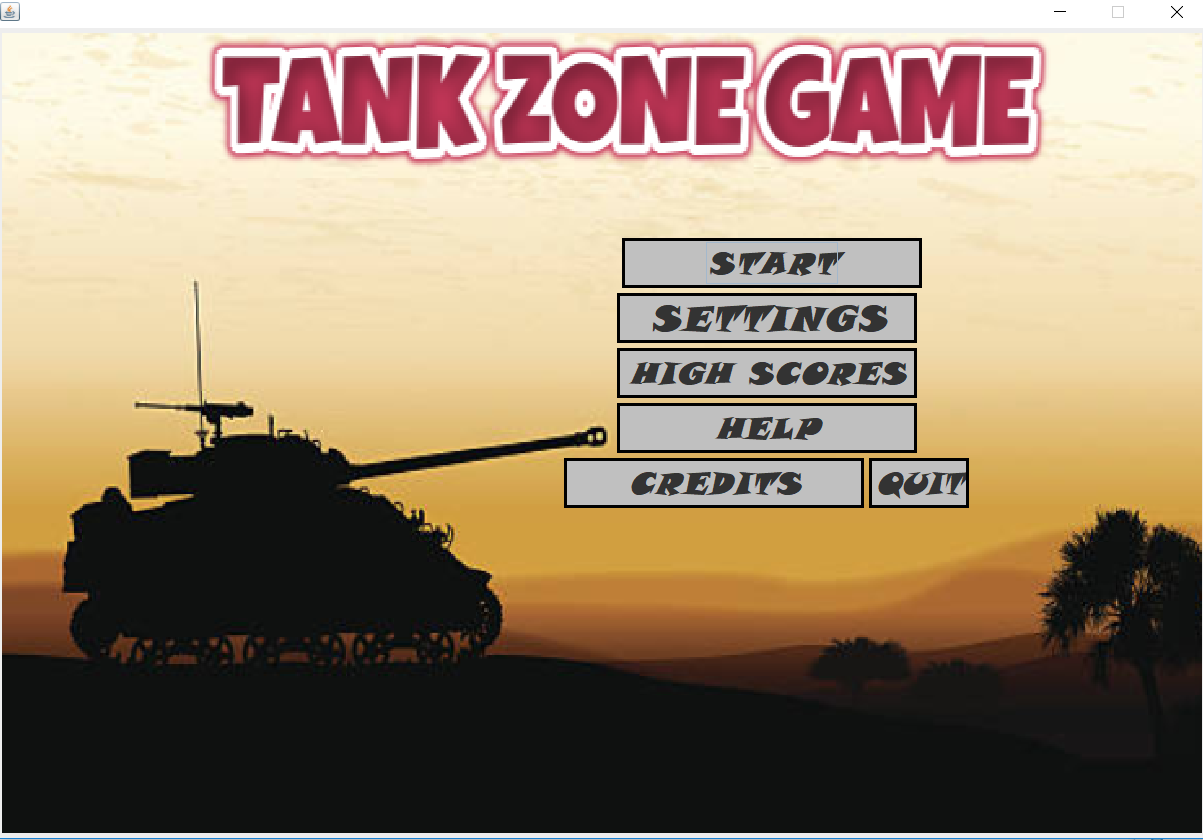 TANK ZONE GAME
START
SETTINGS
HIGH SCORES
HELP
CREDITS QUIT